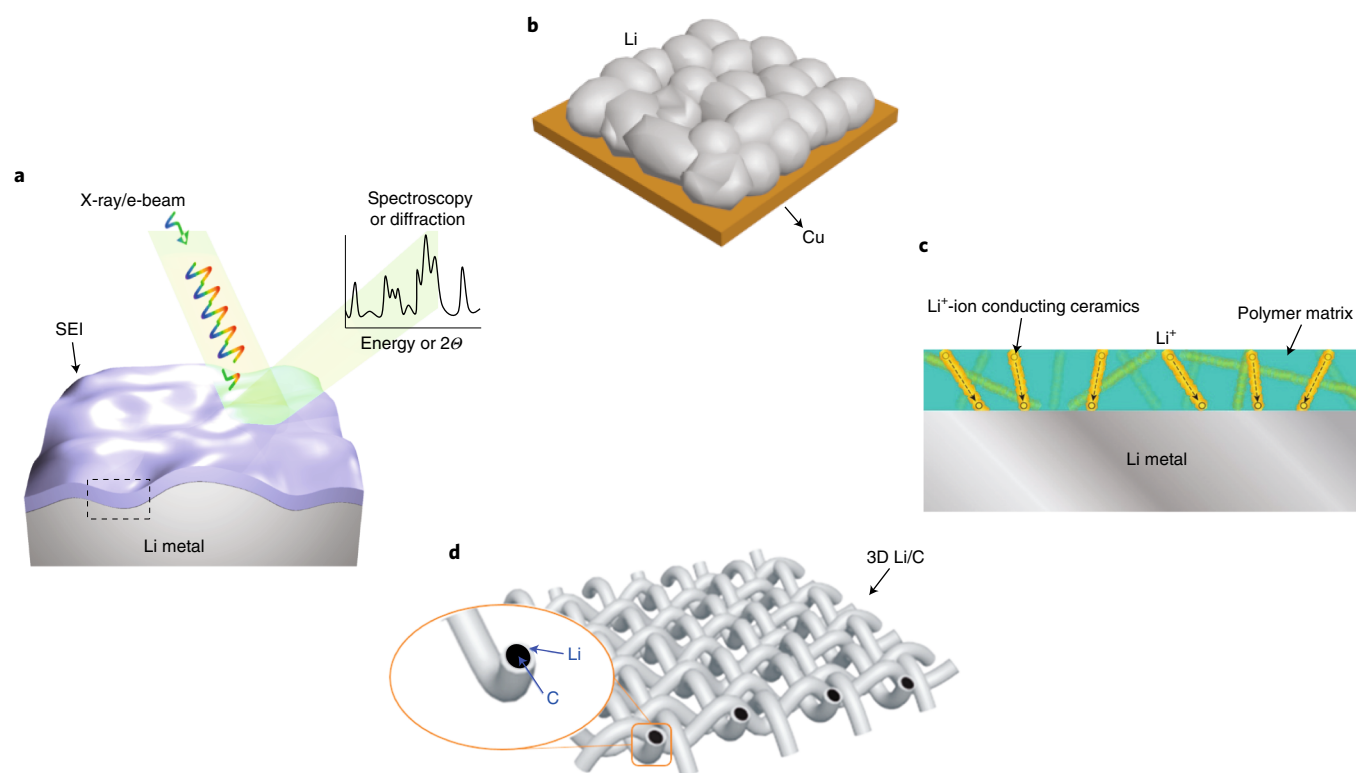 a
X-ray/e-beam
Spectroscopy
or diffraction
Energy or 2Θ
SEI
Li metal
b
Li
Cu
c
Li⁺-ion conducting ceramics
Li⁺
Polymer matrix
Li metal
d
3D Li/C
Li
C